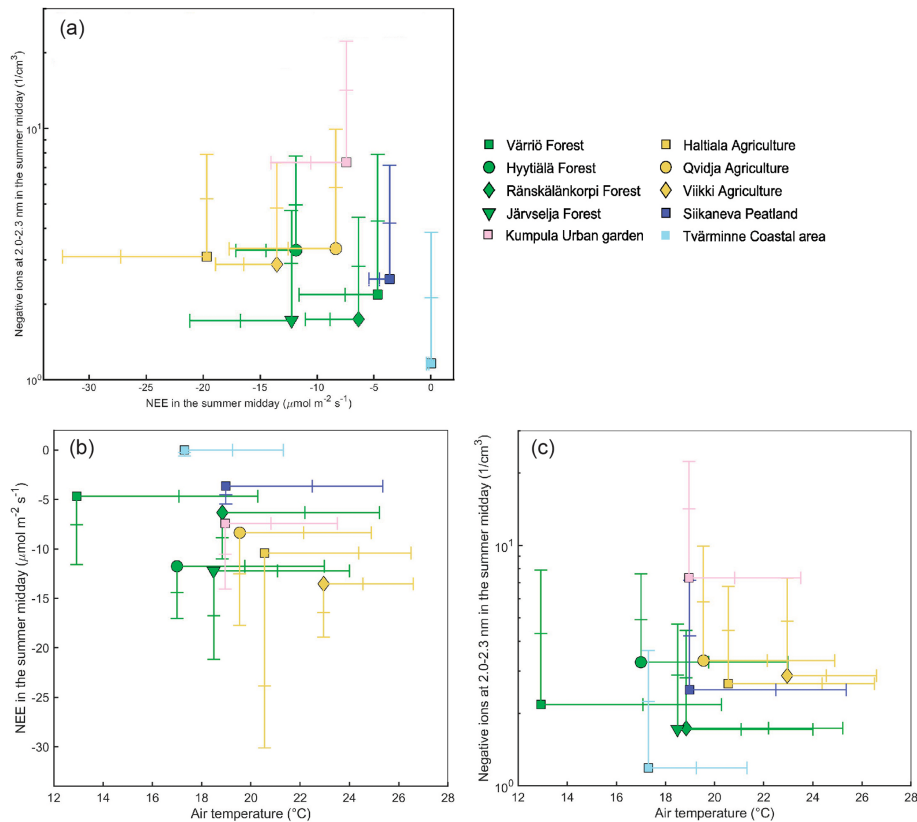 (a)
Negative ions at 2.0-2.3 nm in the summer midday (1/cm³)
10¹
10⁰
-30 -25 -20 -15 -10 -5 0
NEE in the summer midday (μmol m⁻² s⁻¹)
Värriö Forest
Hyytiälä Forest
Ränskälänkorpi Forest
Järvselja Forest
Kumpula Urban garden
Haltiala Agriculture
Qvidja Agriculture
Viikki Agriculture
Siikaneva Peatland
Tvärminne Coastal area
(b)
NEE in the summer midday (μmol m⁻² s⁻¹)
0
-5
-10
-15
-20
-25
-30
12 14 16 18 20 22 24 26 28
Air temperature (°C)
(c)
Negative ions at 2.0-2.3 nm in the summer midday (1/cm³)
10¹
10⁰
12 14 16 18 20 22 24 26 28
Air temperature (°C)